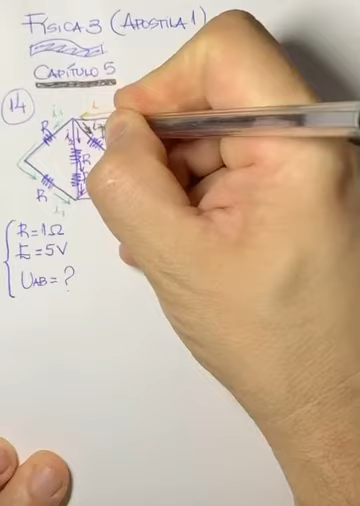 FÍSICA 3 (APOSTILA 1)
CAPÍTULO 5
14
R
R
R
R
R=1Ω
E=5V
UAB=?